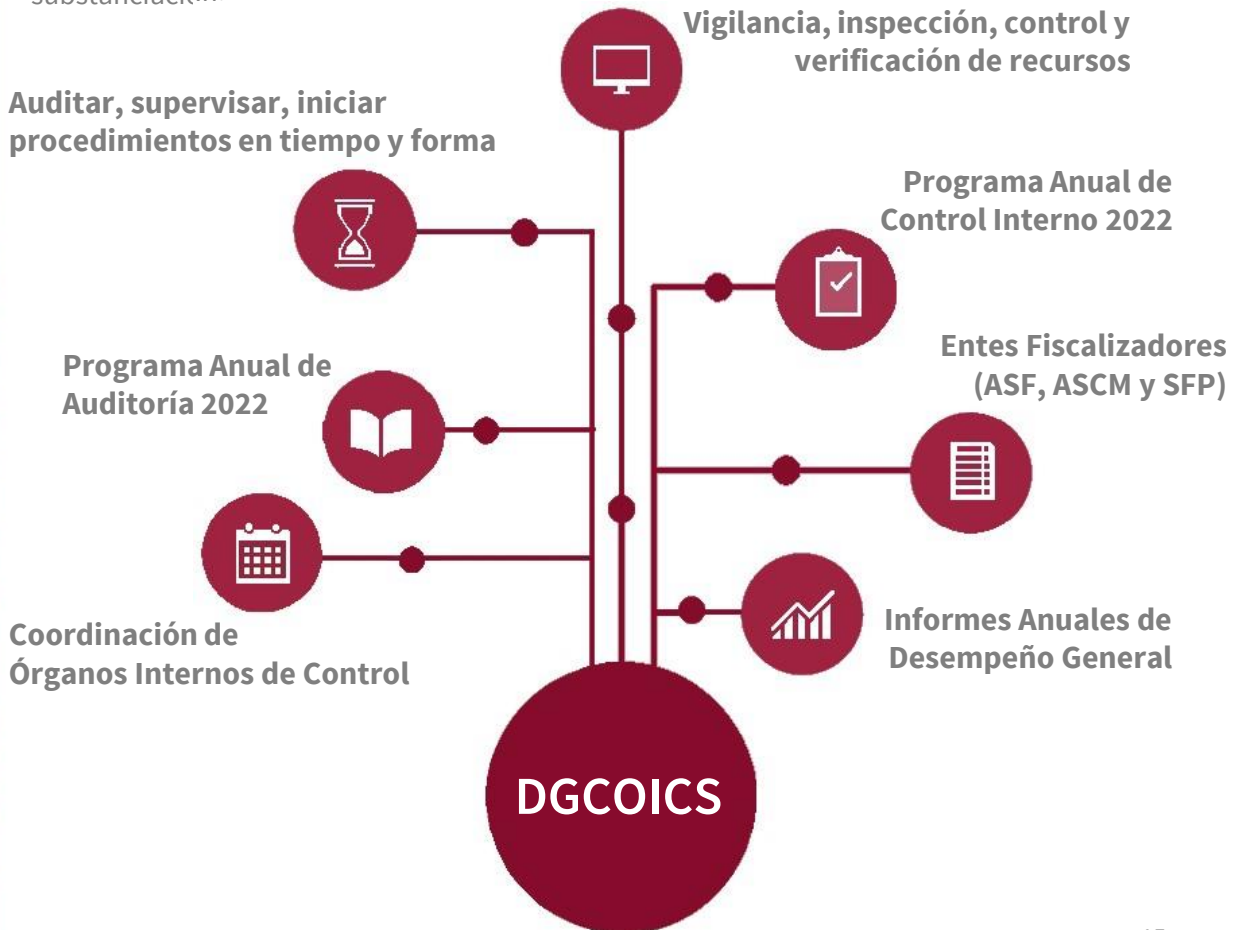 Vigilancia, inspección, control y
verificación de recursos
Auditar, supervisar, iniciar
procedimientos en tiempo y forma
Programa Anual de
Control Interno 2022
Programa Anual de
Auditoría 2022
Entes Fiscalizadores
(ASF, ASCM y SFP)
Coordinación de
Órganos Internos de Control
Informes Anuales de
Desempeño General
DGCOICS